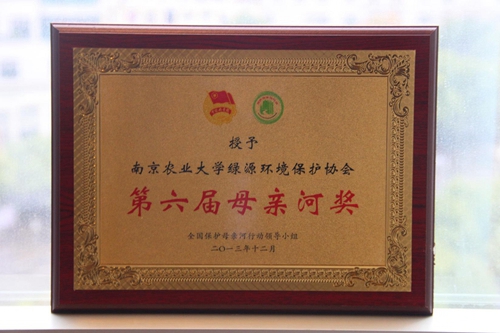 授予
南京农业大学绿源环境保护协会
第六届母亲河奖
全国保护母亲河行动领导小组
二〇一三年十二月